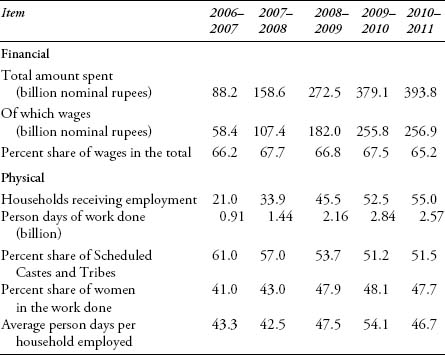 Item 2006– 2007– 2008– 2009– 2010–
2007 2008 2009 2010 2011
Financial
Total amount spent
(billion nominal rupees) 88.2 158.6 272.5 379.1 393.8
Of which wages
(billion nominal rupees) 58.4 107.4 182.0 255.8 256.9
Percent share of wages in the total 66.2 67.7 66.8 67.5 65.2
Physical
Households receiving employment 21.0 33.9 45.5 52.5 55.0
Person days of work done 0.91 1.44 2.16 2.84 2.57
(billion)
Percent share of Scheduled 61.0 57.0 53.7 51.2 51.5
Castes and Tribes
Percent share of women 41.0 43.0 47.9 48.1 47.7
in the work done
Average person days per 43.3 42.5 47.5 54.1 46.7
household employed